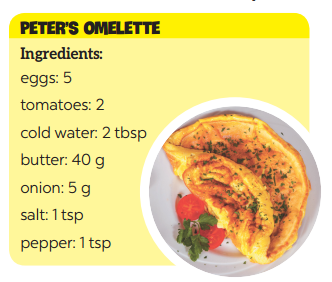 PETER'S OMELETTE
Ingredients:
eggs: 5
tomatoes: 2
cold water: 2 tbsp
butter: 40 g
onion: 5 g
salt: 1 tsp
pepper: 1 tsp